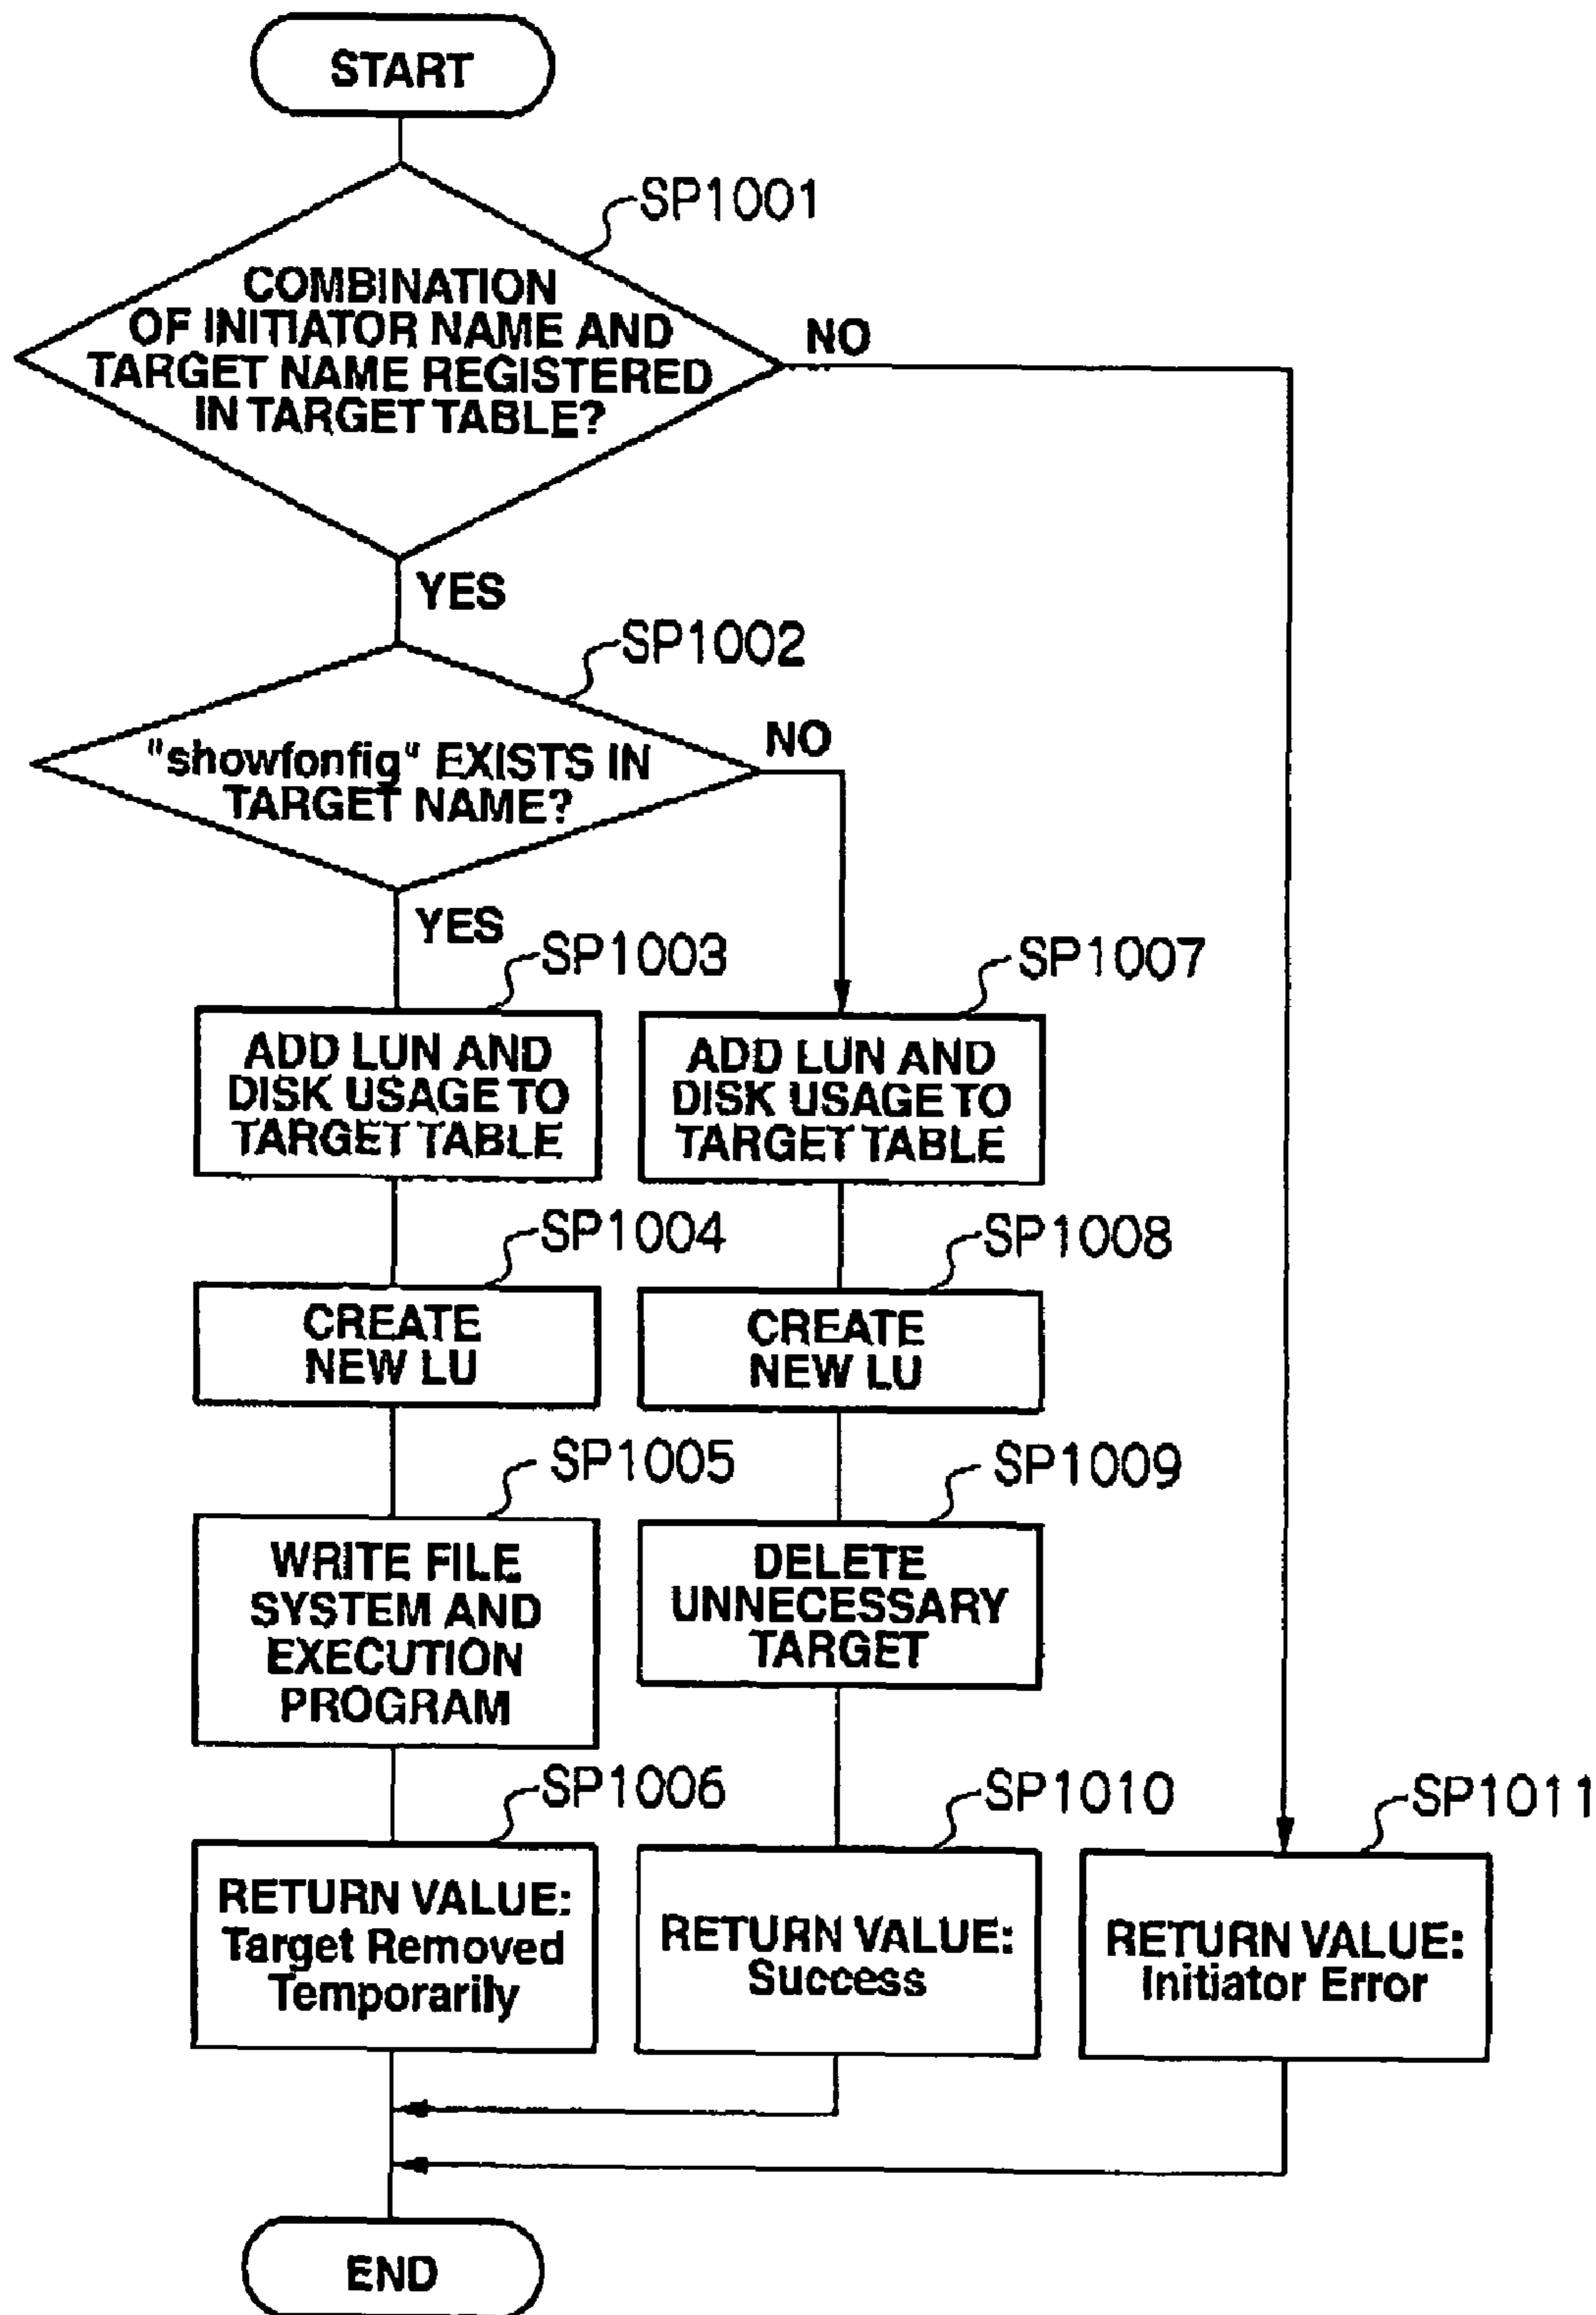 START
SP1001
COMBINATION
OF INITIATOR NAME AND
TARGET NAME REGISTERED
IN TARGET TABLE?
NO
YES
SP1002
"showfonfig" EXISTS IN
TARGET NAME?
NO
YES
SP1003
ADD LUN AND
DISK USAGE TO
TARGET TABLE
SP1007
ADD LUN AND
DISK USAGE TO
TARGET TABLE
SP1004
CREATE
NEW LU
SP1008
CREATE
NEW LU
SP1005
WRITE FILE
SYSTEM AND
EXECUTION
PROGRAM
SP1009
DELETE
UNNECESSARY
TARGET
SP1006
RETURN VALUE:
Target Removed
Temporarily
SP1010
RETURN VALUE:
Success
SP1011
RETURN VALUE:
Initiator Error
END